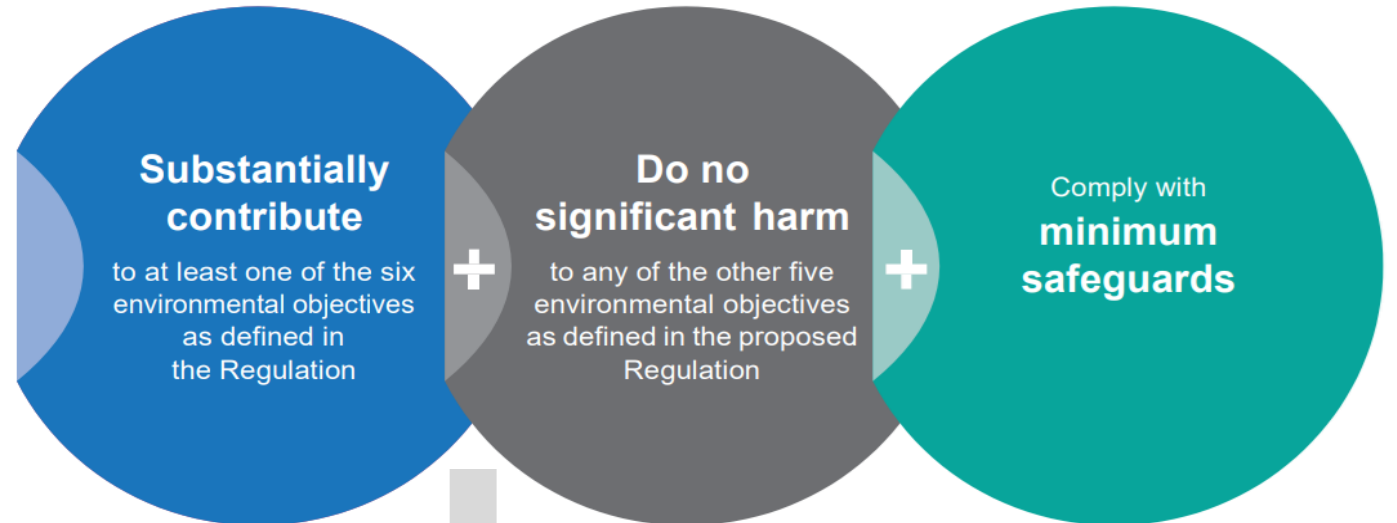 Substantially
contribute
to at least one of the six
environmental objectives
as defined in
the Regulation
+
Do no
significant harm
to any of the other five
environmental objectives
as defined in the proposed
Regulation
+
Comply with
minimum
safeguards